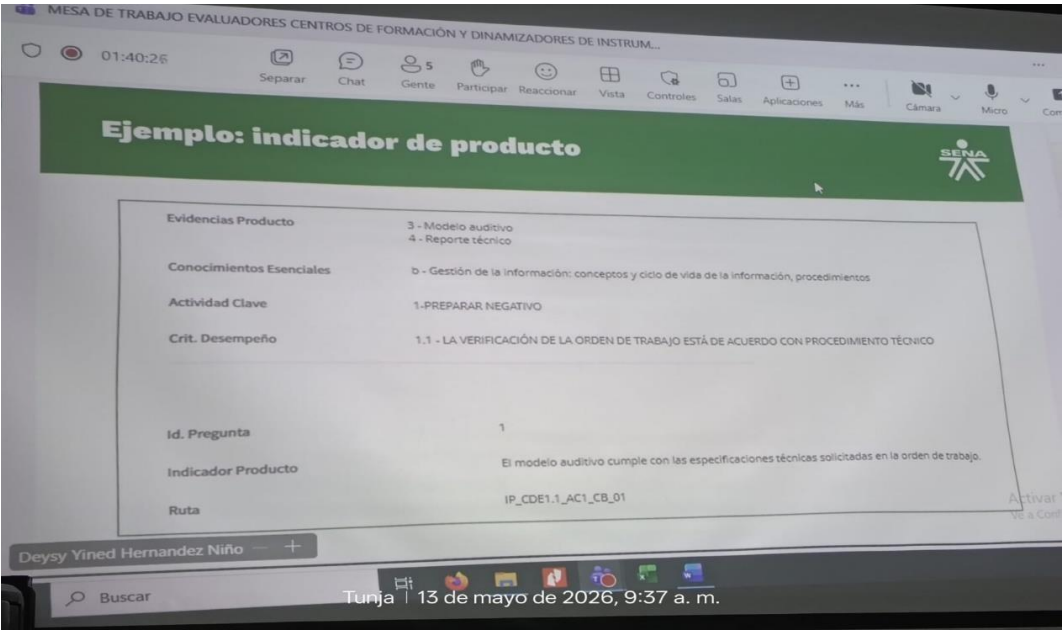 MESA DE TRABAJO EVALUADORES CENTROS DE FORMACIÓN Y DINAMIZADORES DE INSTRUM...
01:40:26
Separar Chat Gente 5 Participar Reaccionar Vista Controles Salas Aplicaciones Más Cámara Micro Com
Ejemplo: indicador de producto
SENA
Evidencias Producto 3 - Modelo auditivo
4 - Reporte técnico
Conocimientos Esenciales b - Gestión de la información: conceptos y ciclo de vida de la información, procedimientos
Actividad Clave 1-PREPARAR NEGATIVO
Crit. Desempeño 1.1 - LA VERIFICACIÓN DE LA ORDEN DE TRABAJO ESTÁ DE ACUERDO CON PROCEDIMIENTO TÉCNICO
Id. Pregunta 1
Indicador Producto El modelo auditivo cumple con las especificaciones técnicas solicitadas en la orden de trabajo.
Ruta IP_CDE1.1_AC1_CB_01
Activar
Ve a Conf
Deysy Yined Hernandez Niño
Buscar
Tunja | 13 de mayo de 2026, 9:37 a. m.